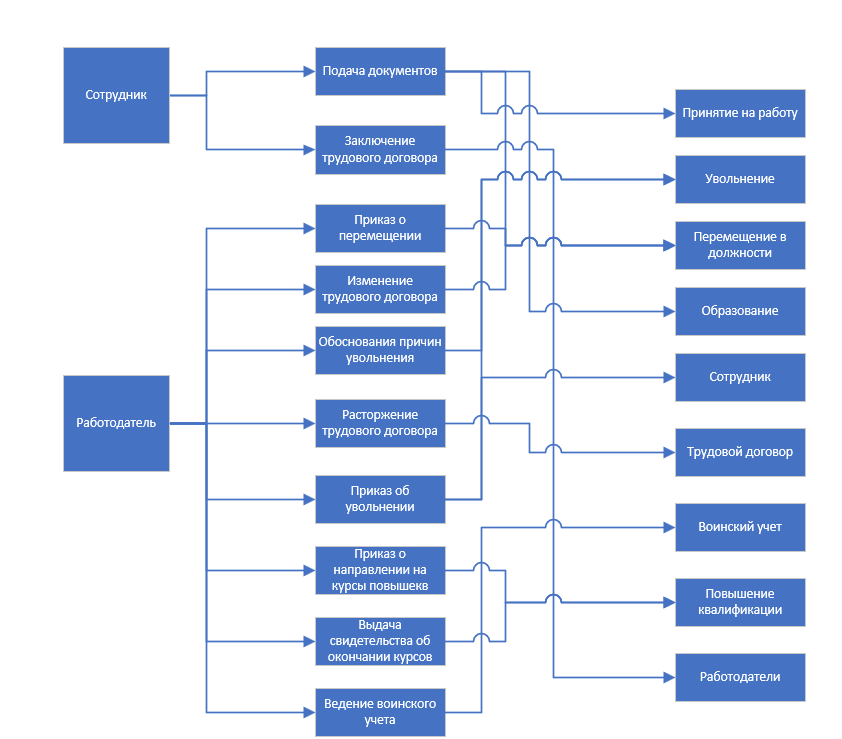 Сотрудник
Работодатель
Подача документов
Заключение
трудового договора
Приказ о
перемещении
Изменение
трудового договора
Обоснования причин
увольнения
Расторжение
трудового договора
Приказ об
увольнении
Приказ о
направлении на
курсы повышекв
Выдача
свидетельства об
окончании курсов
Ведение воинского
учета
Принятие на работу
Увольнение
Перемещение в
должности
Образование
Сотрудник
Трудовой договор
Воинский учет
Повышение
квалификации
Работодатели